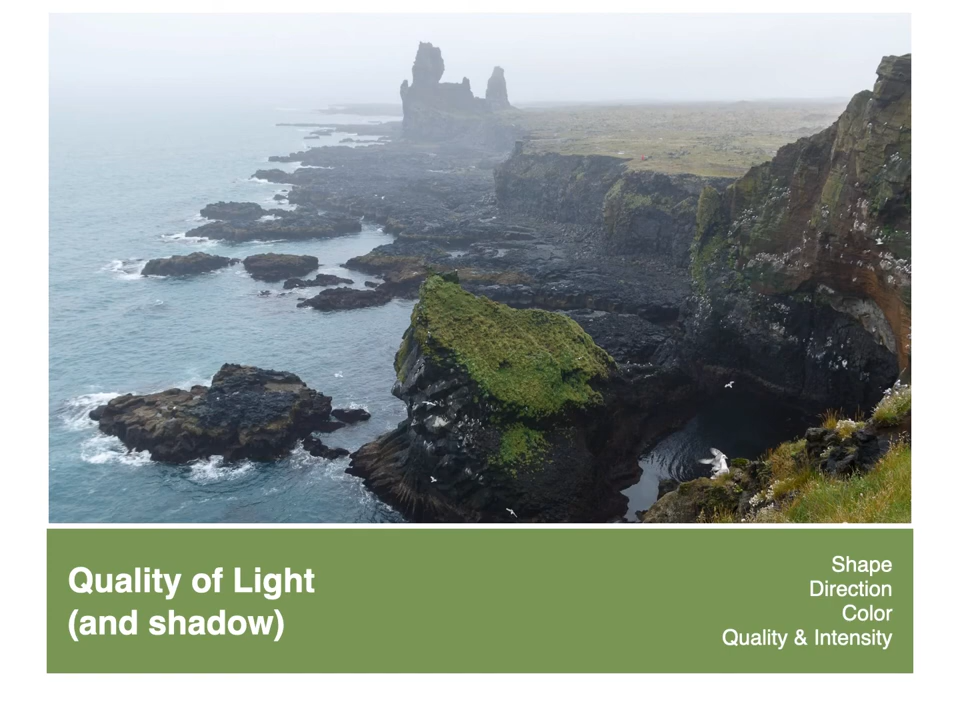 Quality of Light
(and shadow)
Shape
Direction
Color
Quality & Intensity